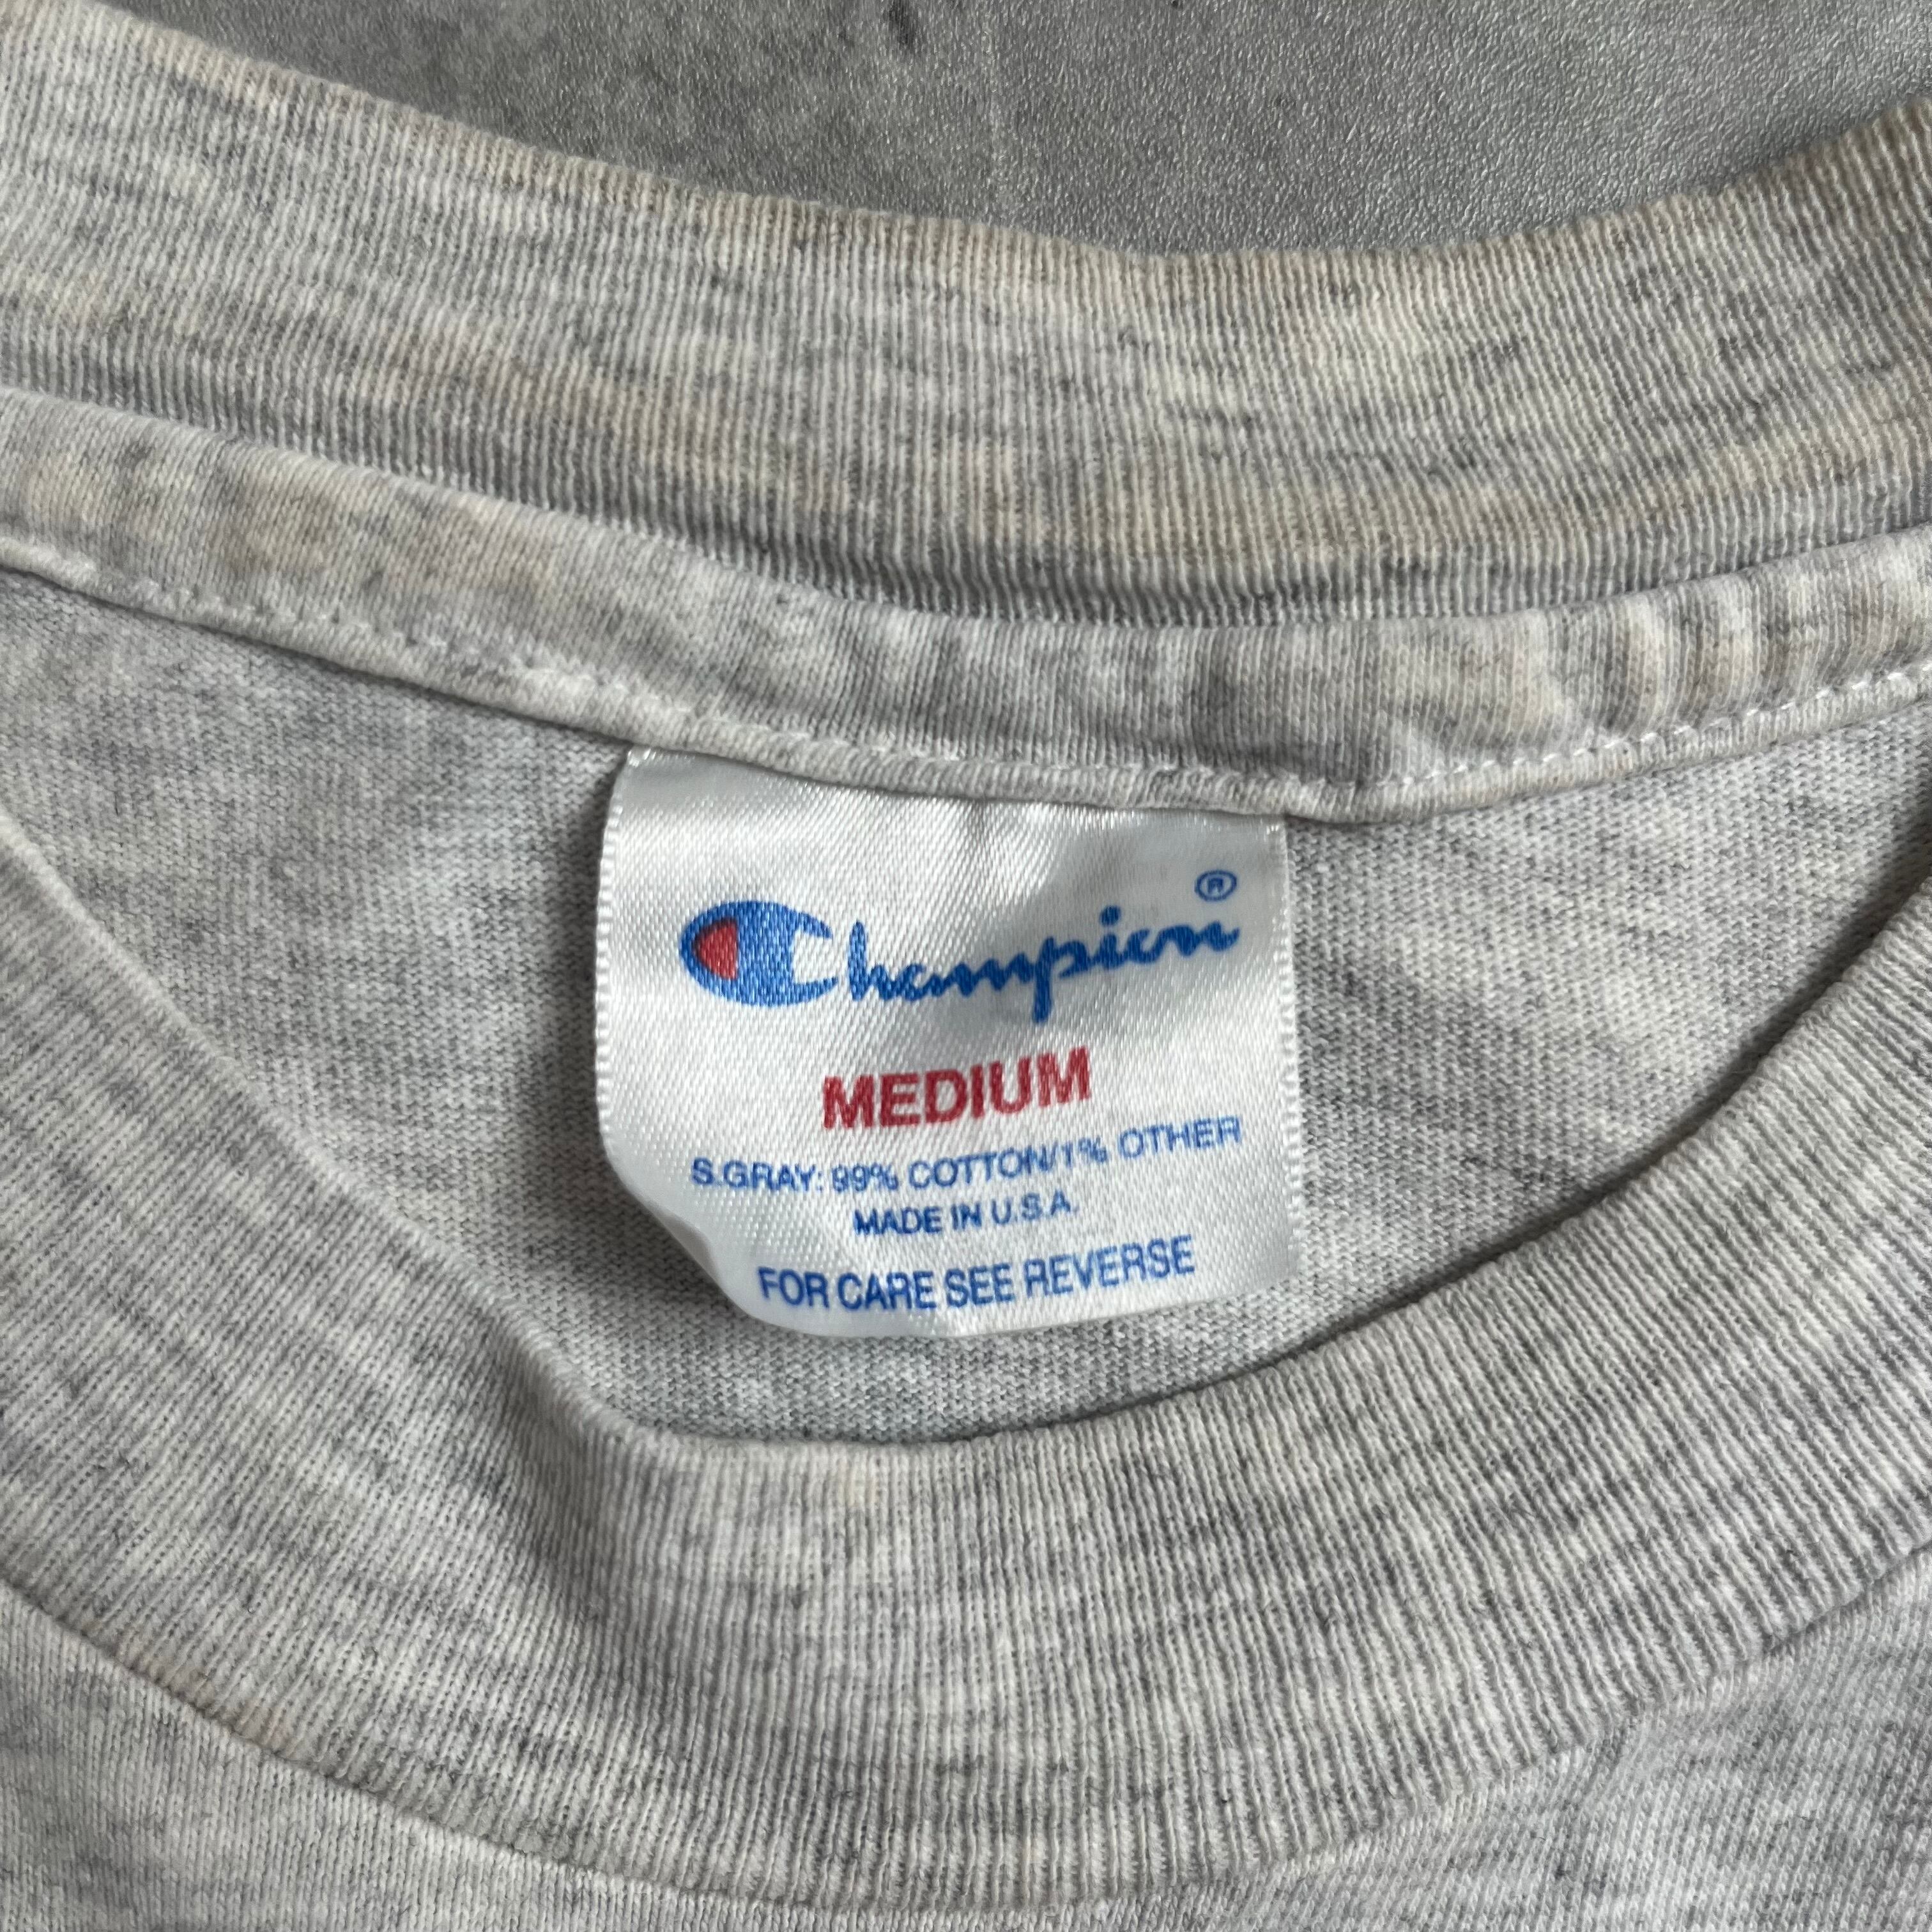 Champion®
MEDIUM
S.GRAY: 99% COTTON/1% OTHER
MADE IN U.S.A.
FOR CARE SEE REVERSE